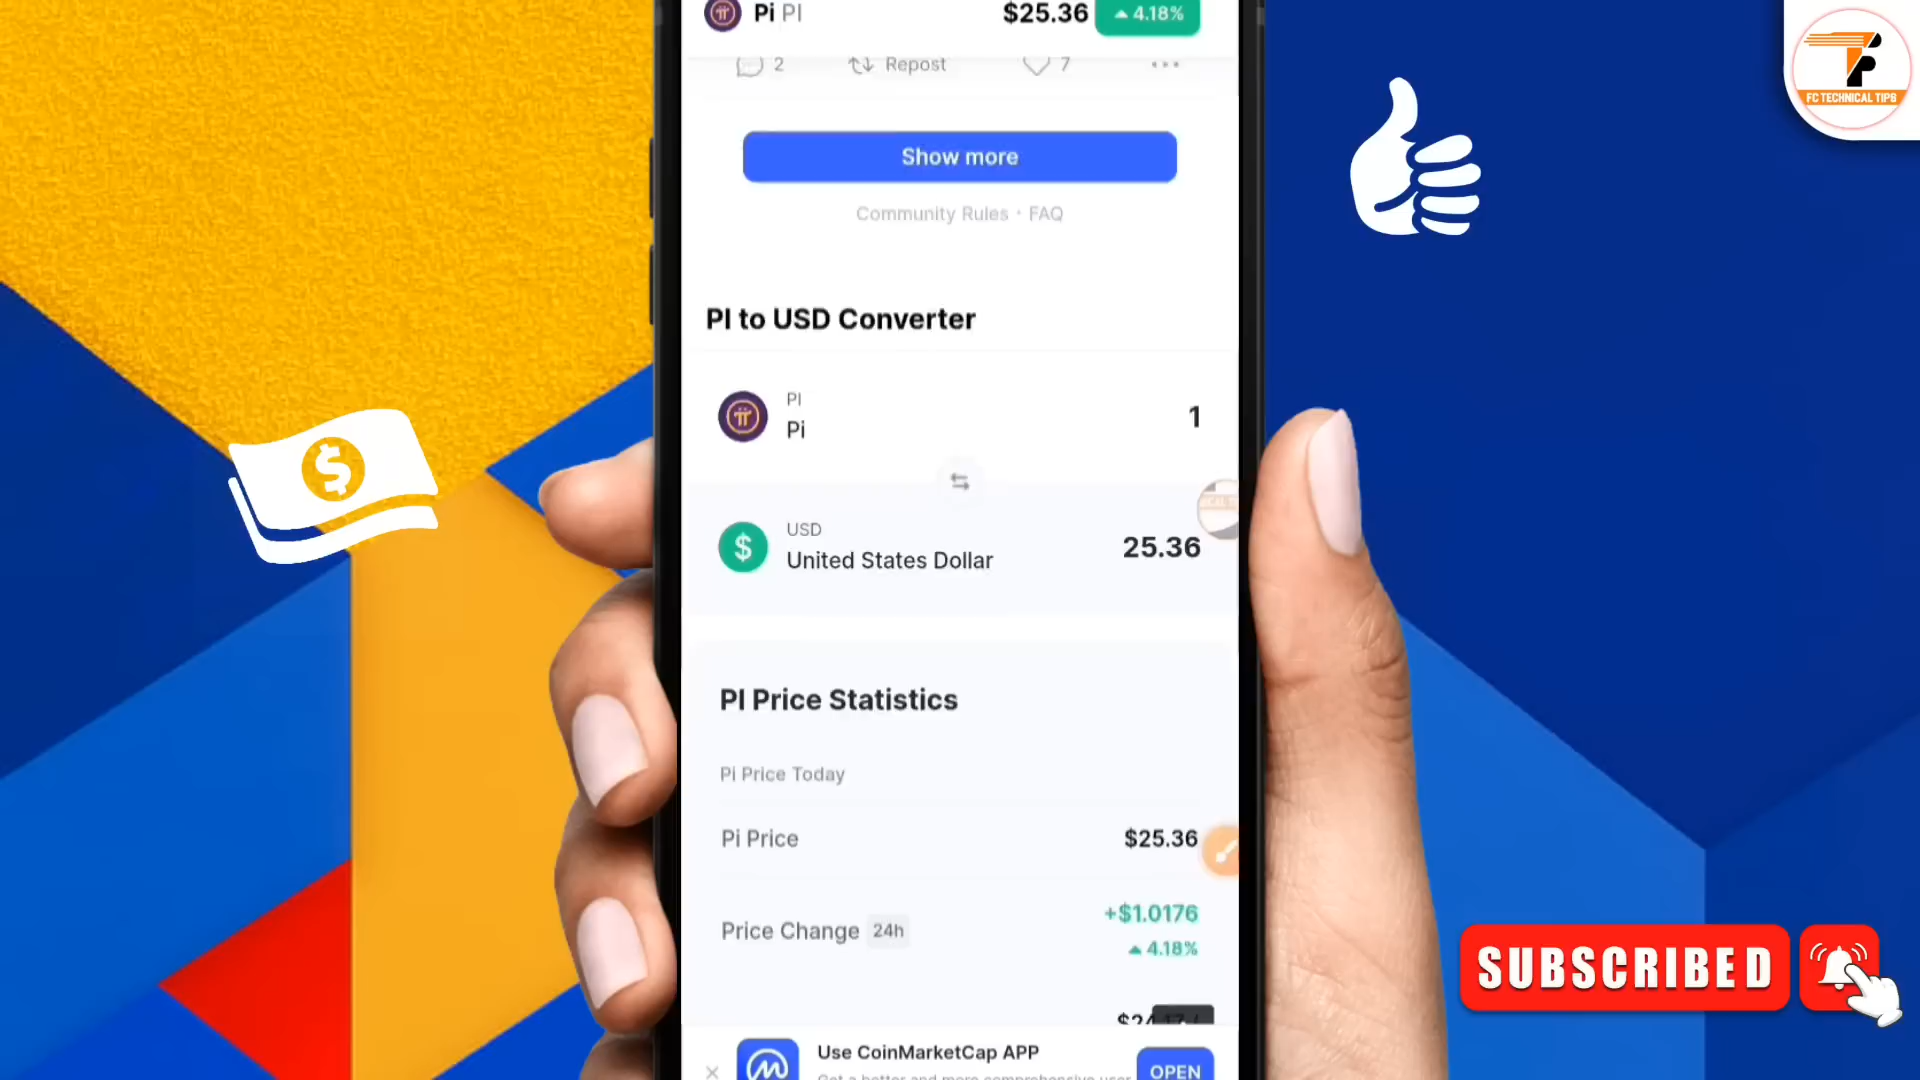 Pi PI $25.36 4.18%
2 Repost 7
FC TECHNICAL TIPS
Show more
Community Rules • FAQ
PI to USD Converter
PI
Pi 1
USD
United States Dollar 25.36
PI Price Statistics
Pi Price Today
Pi Price $25.36
Price Change 24h +$1.0176
4.18%
SUBSCRIBED
Use CoinMarketCap APP
OPEN